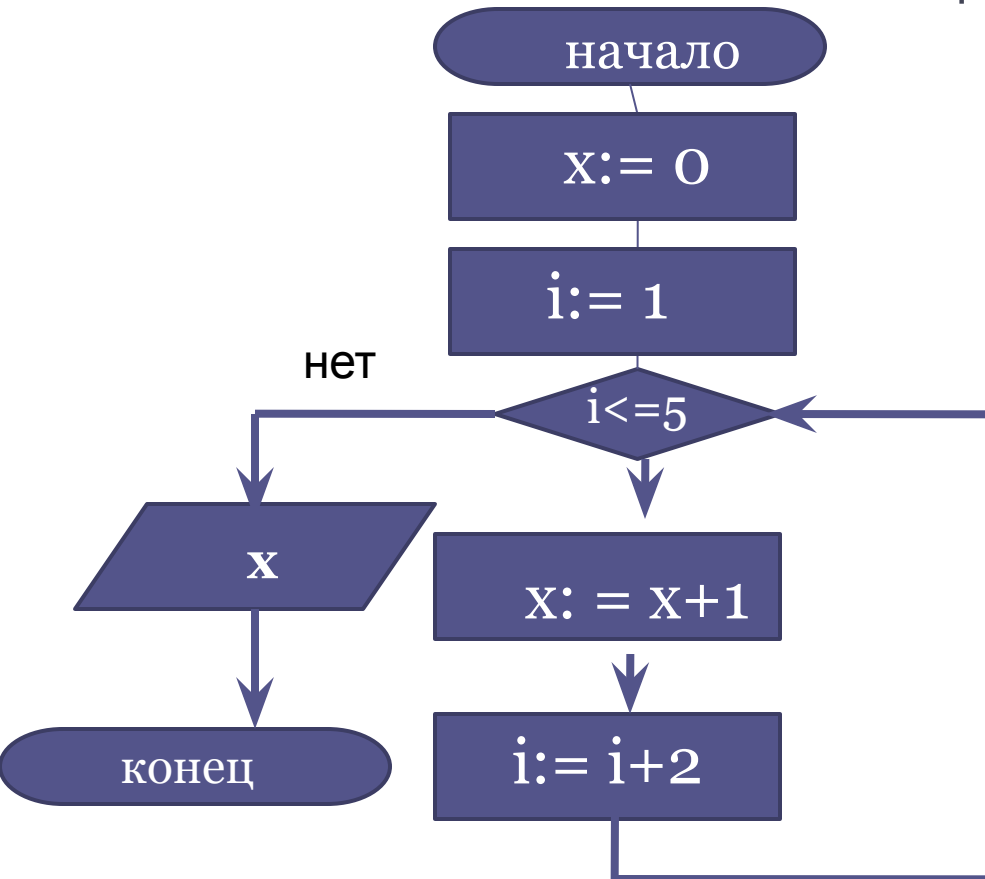 начало
x:= 0
i:= 1
нет
i<=5
x
x: = x+1
i:= i+2
конец